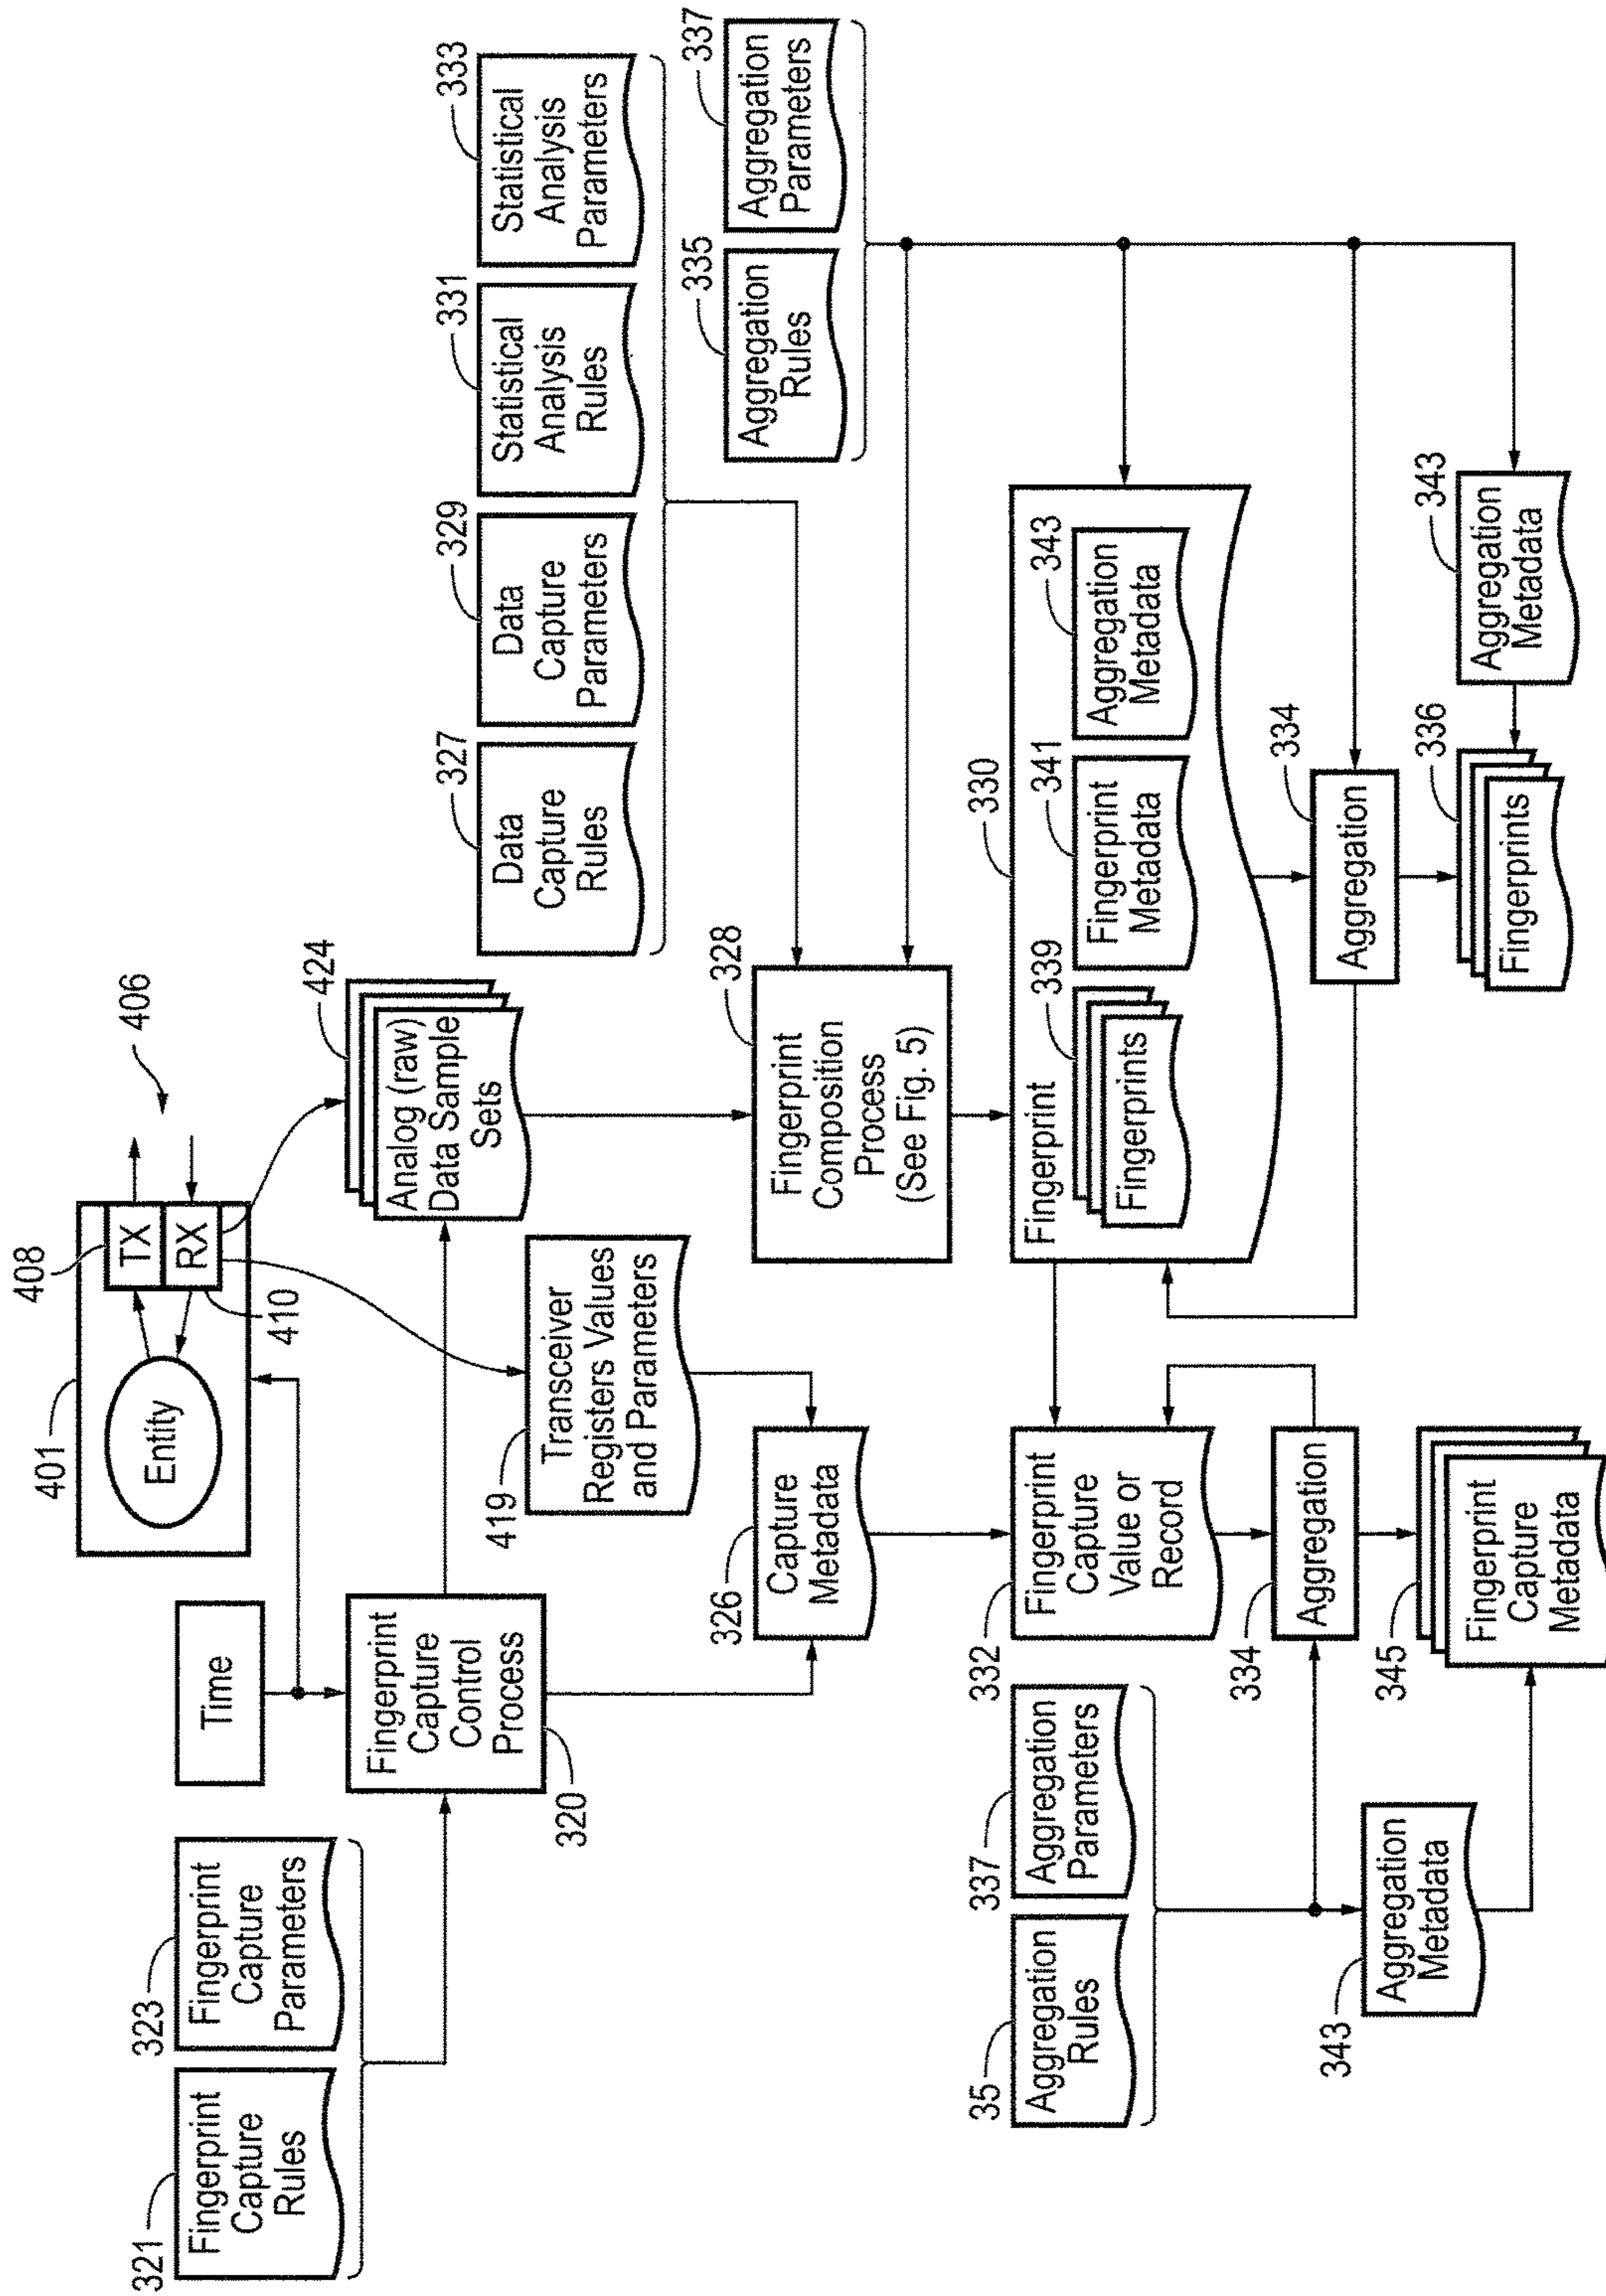 401
408
TX
RX
410
406
Entity
Time
321
Fingerprint
Capture
Rules
323
Fingerprint
Capture
Parameters
Fingerprint
Capture
Control
Process
320
424
Analog (raw)
Data Sample
Sets
419
Transceiver
Registers Values
and Parameters
327
Data
Capture
Rules
329
Data
Capture
Parameters
331
Statistical
Analysis
Rules
333
Statistical
Analysis
Parameters
326
Capture
Metadata
328
Fingerprint
Composition
Process
(See Fig. 5)
335
Aggregation
Rules
337
Aggregation
Parameters
35
Aggregation
Rules
337
Aggregation
Parameters
332
Fingerprint
Capture
Value or
Record
330
Fingerprint
339
Fingerprints
341
Fingerprint
Metadata
343
Aggregation
Metadata
334
Aggregation
334
Aggregation
343
Aggregation
Metadata
345
Fingerprint
Capture
Metadata
336
Fingerprints
343
Aggregation
Metadata